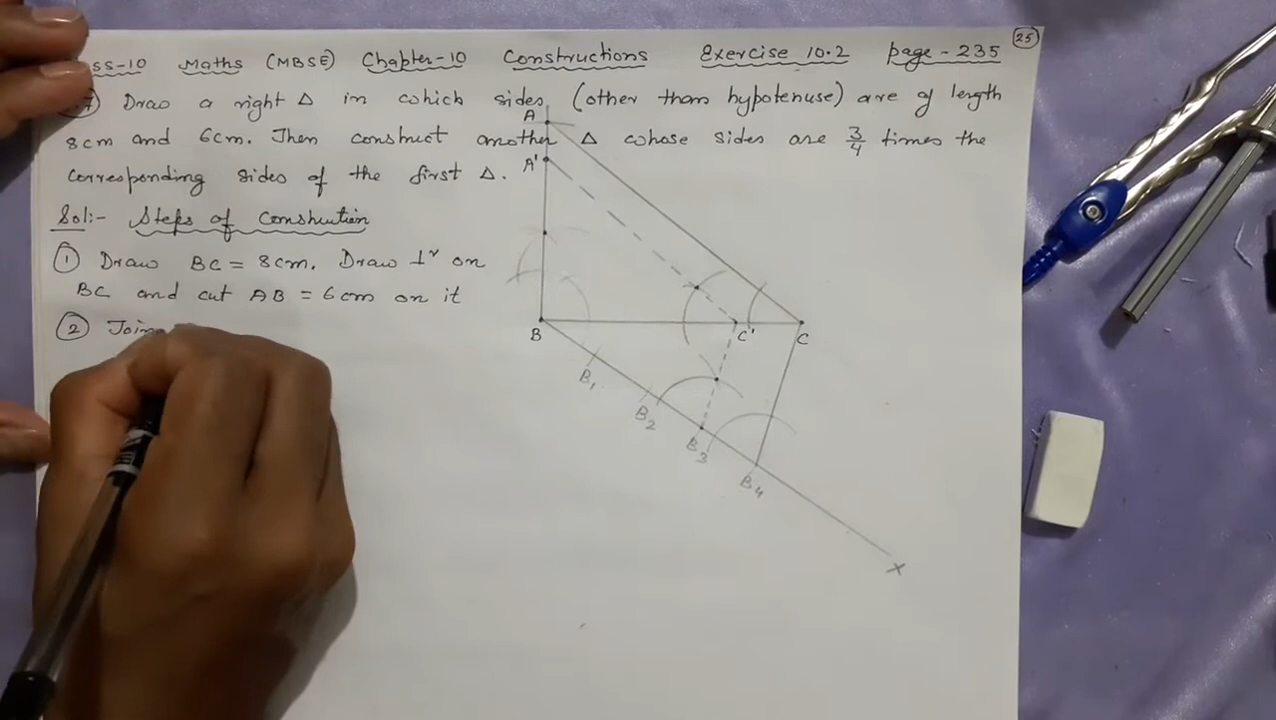 ss-10 Maths (MBSE) Chapter-10 Constructions Exercise 10.2 page-235 25
7) Draw a right Δ in which sides (other than hypotenuse) are of length
8cm and 6cm. Then construct another Δ whose sides are 3/4 times the
corresponding sides of the first Δ.
Sol:- Steps of Construction
① Draw BC = 8cm. Draw ⊥r on
BC and cut AB = 6cm on it
② Join
A
A'
B
C'
C
B1
B2
B3
B4
X